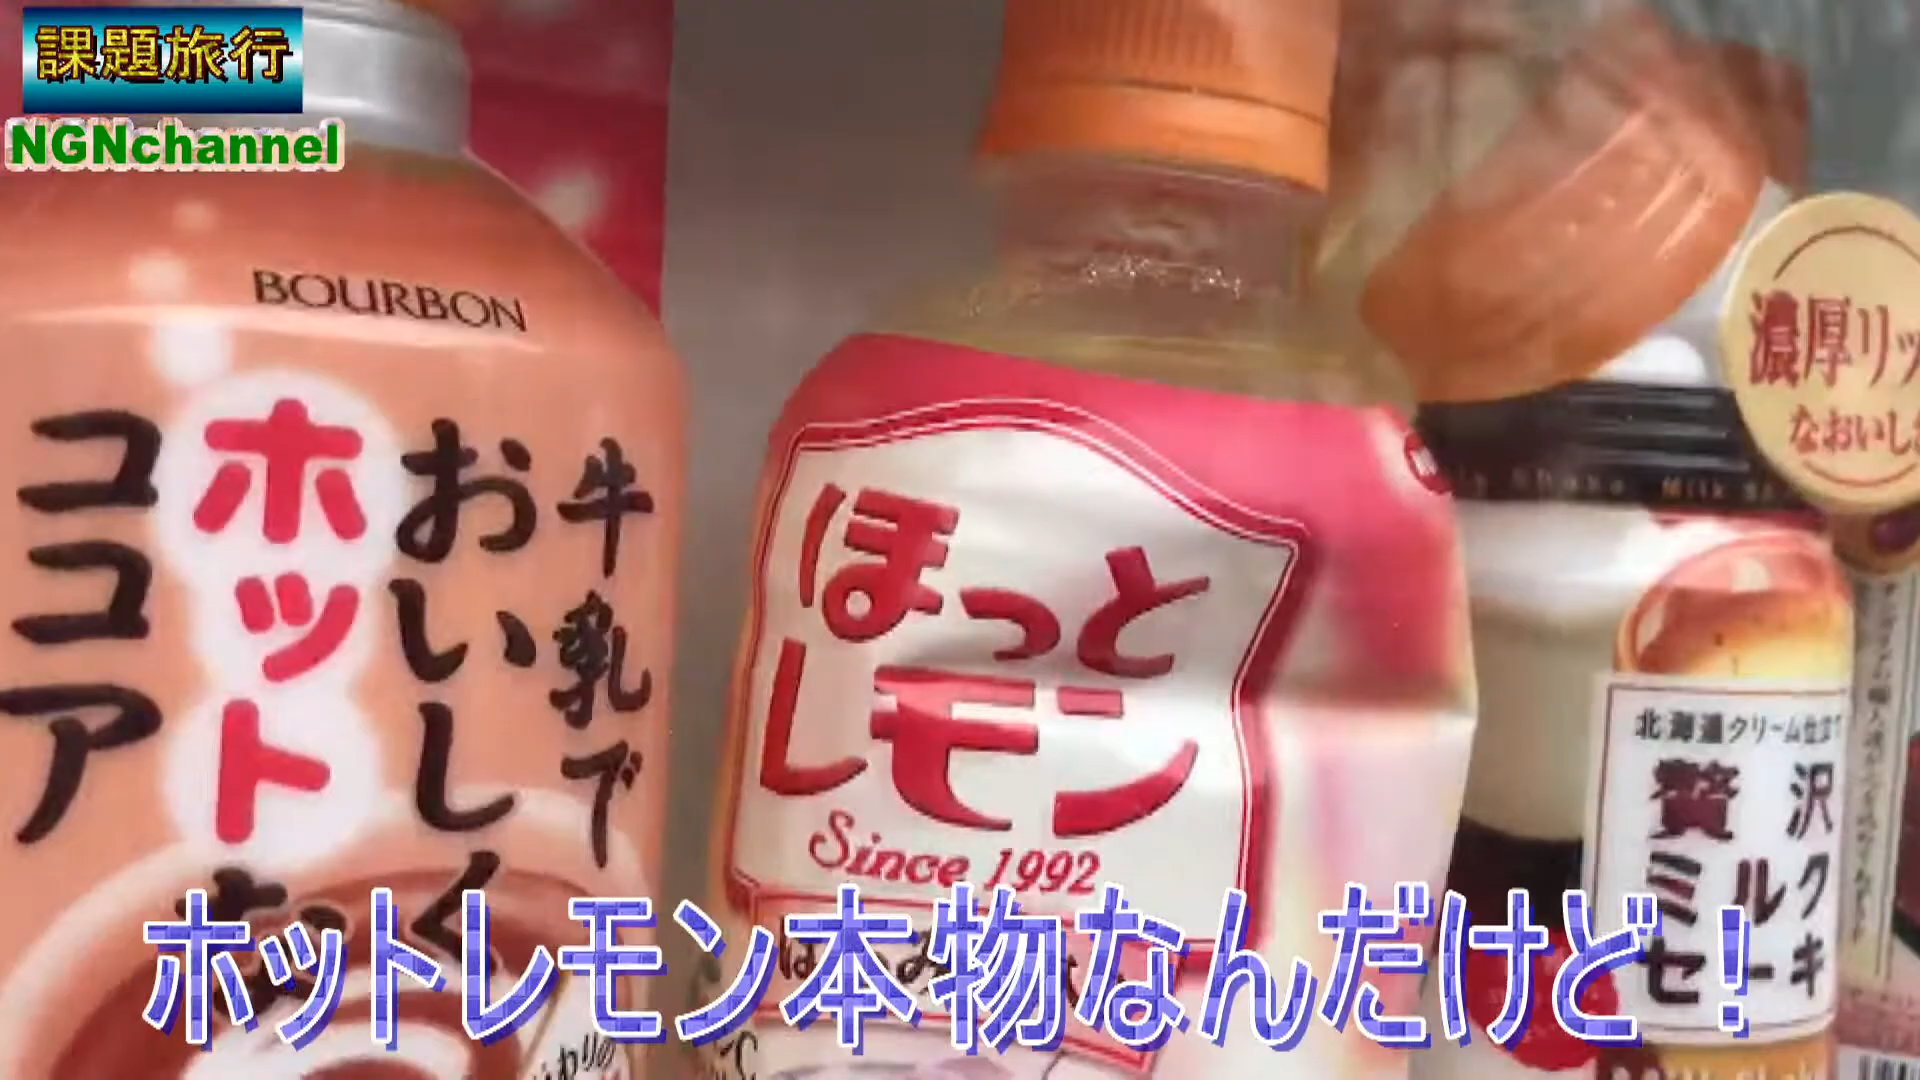 課題旅行
NGNchannel
BOURBON
牛乳で
おいしく
ホット
ココア
ほっと
レモン
Since 1992
濃厚リッ
なおいしさ
Milk
北海道クリーム仕立て
贅沢
ミルク
セーキ
ホットレモン本物なんだけど！